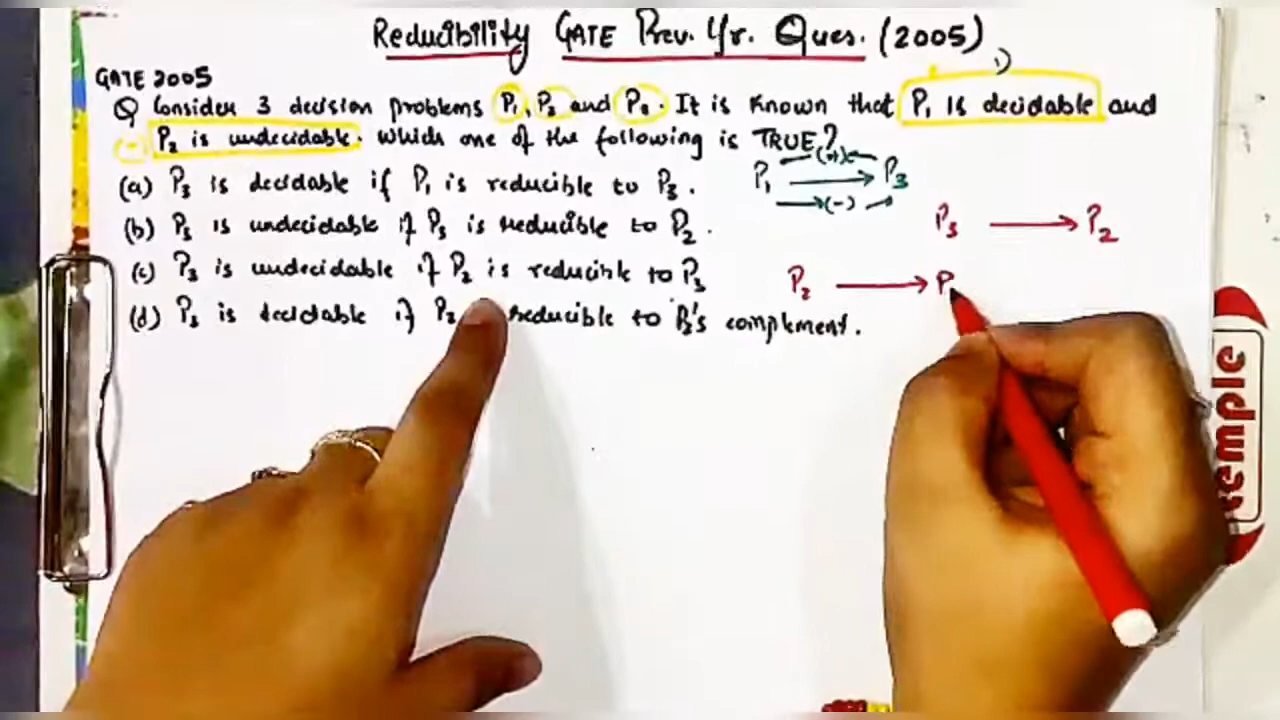 Reducibility GATE Prev. Yr. Ques. (2005)
GATE 2005
Q Consider 3 decision problems P1, P2 and P3. It is known that P1 is decidable and
P2 is undecidable. which one of the following is TRUE?
(a) P3 is decidable if P1 is reducible to P3.
(b) P3 is undecidable if P3 is reducible to P2.
(c) P3 is undecidable if P2 is reducible to P3
(d) P3 is decidable if P3 reducible to P2's complement.
1)
(-)
(+)
P1 → P3
(-)
P3 → P2
P2 → P
temple